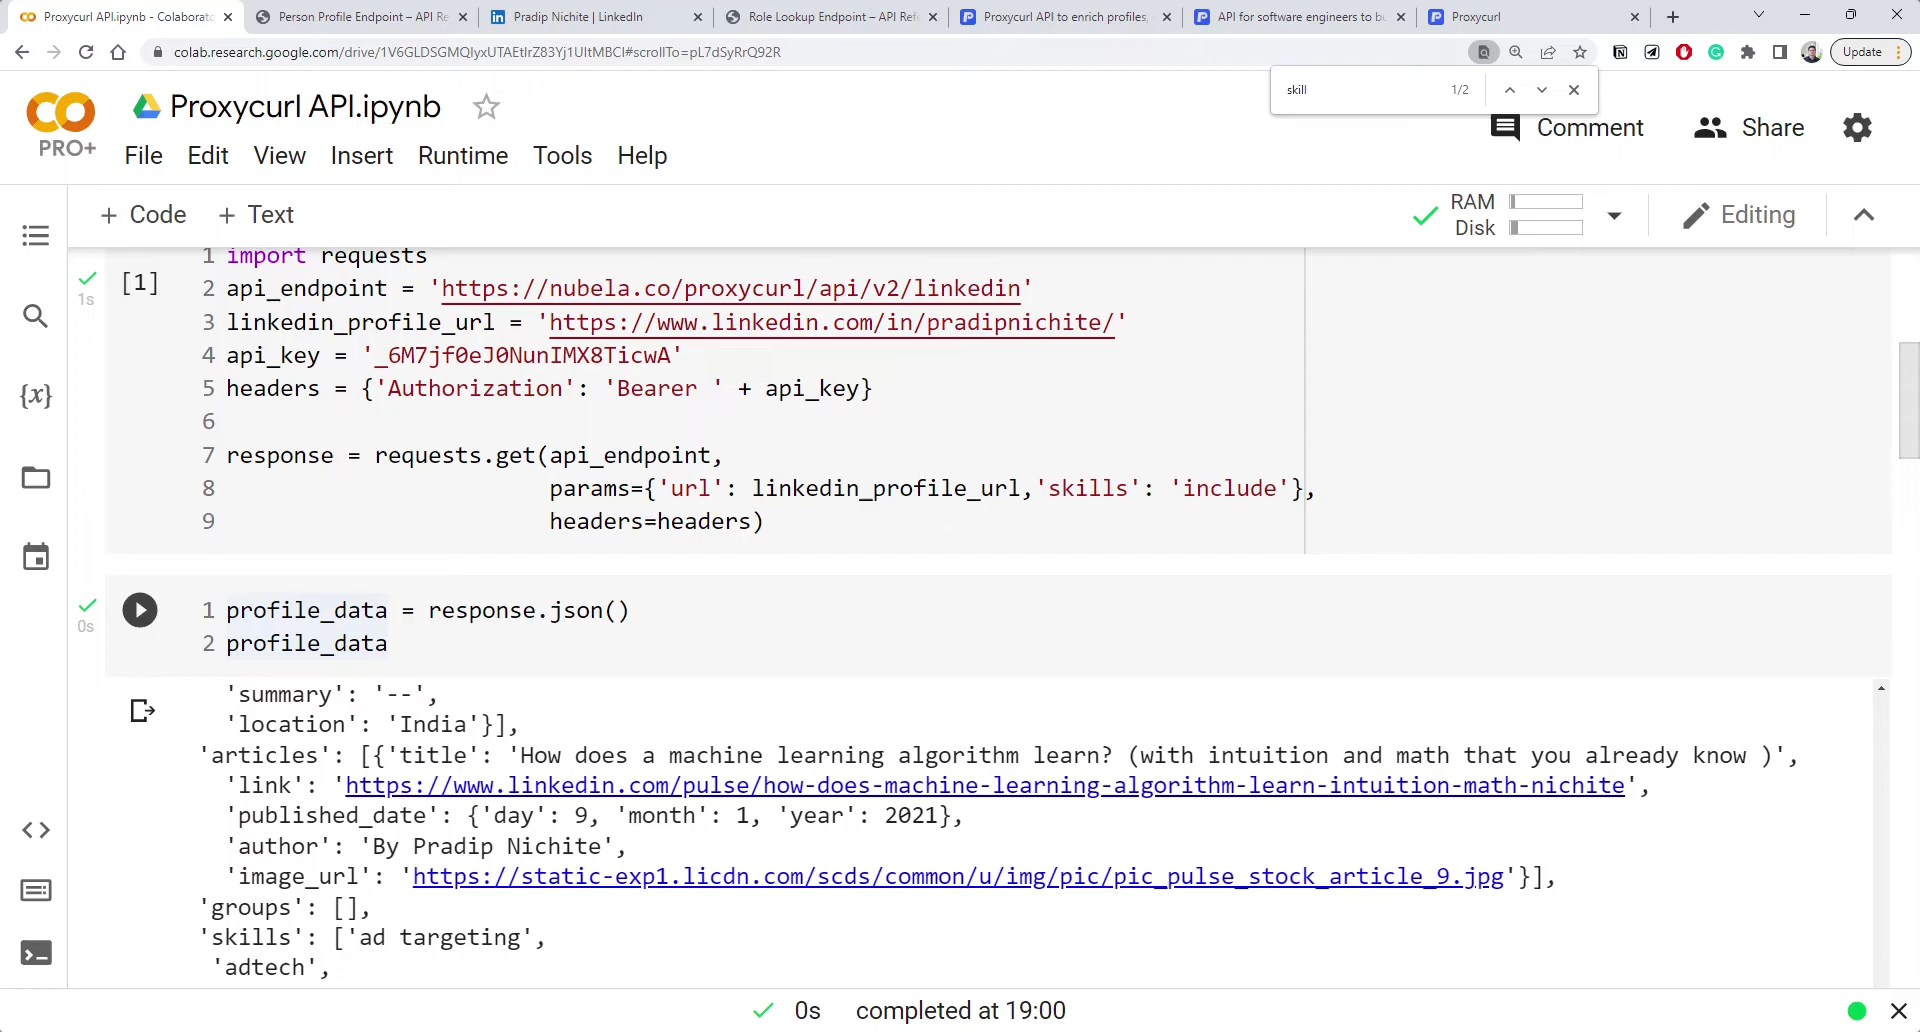 Proxycurl API.ipynb - Colaborato
Person Profile Endpoint – API Re
Pradip Nichite | LinkedIn
Role Lookup Endpoint – API Refe
Proxycurl API to enrich profiles,
API for software engineers to bu
Proxycurl
colab.research.google.com/drive/1V6GLDSGMQIyxUTAEtIrZ83Yj1UItMBCI#scrollTo=pL7dSyRrQ92R
Update
skill 1/2
CO
PRO+
Proxycurl API.ipynb
Comment Share
File Edit View Insert Runtime Tools Help
+ Code + Text
RAM
Disk
Editing
[1]
1s
1 import requests
2 api_endpoint = 'https://nubela.co/proxycurl/api/v2/linkedin'
3 linkedin_profile_url = 'https://www.linkedin.com/in/pradipnichite/'
4 api_key = '_6M7jf0eJ0NunIMX8TicwA'
5 headers = {'Authorization': 'Bearer ' + api_key}
6
7 response = requests.get(api_endpoint,
8 params={'url': linkedin_profile_url,'skills': 'include'},
9 headers=headers)
0s
1 profile_data = response.json()
2 profile_data
'summary': '--',
'location': 'India'}],
'articles': [{'title': 'How does a machine learning algorithm learn? (with intuition and math that you already know )',
'link': 'https://www.linkedin.com/pulse/how-does-machine-learning-algorithm-learn-intuition-math-nichite',
'published_date': {'day': 9, 'month': 1, 'year': 2021},
'author': 'By Pradip Nichite',
'image_url': 'https://static-exp1.licdn.com/scds/common/u/img/pic/pic_pulse_stock_article_9.jpg'}],
'groups': [],
'skills': ['ad targeting',
'adtech',
0s completed at 19:00